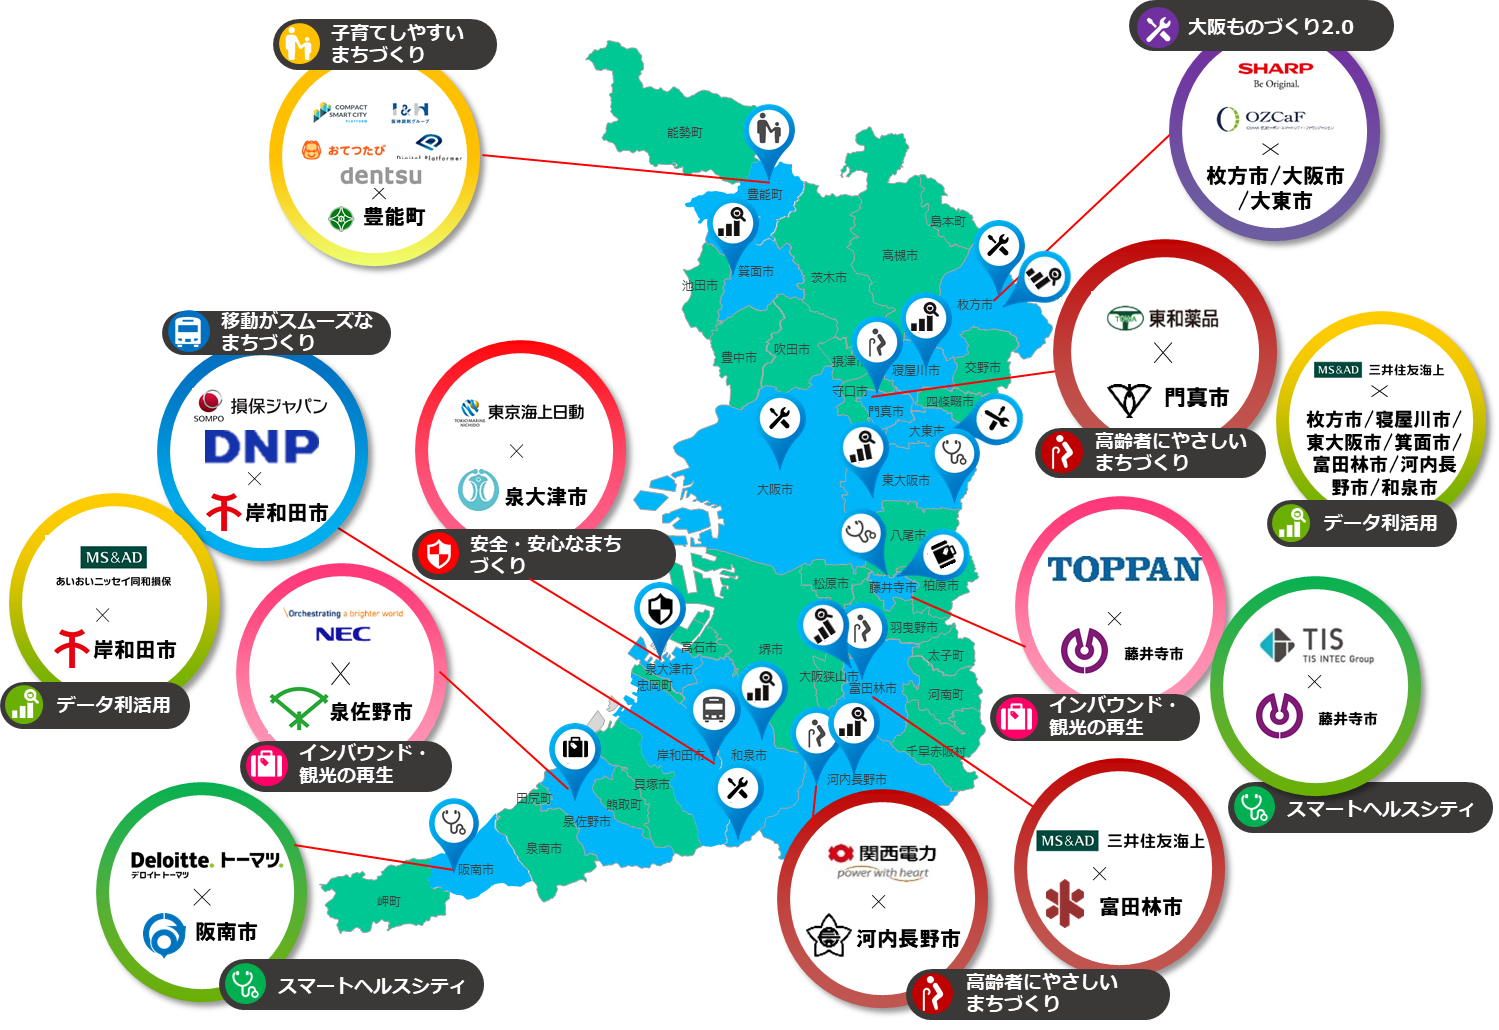 子育てしやすい
まちづくり
COMPACT
SMART CITY
PLATFORM
I&H
阪神調剤グループ
おてつたび
Digital Platformer
dentsu
×
豊能町
大阪ものづくり2.0
SHARP
Be Original.
OZCaF
×
枚方市/大阪市
/大東市
移動がスムーズな
まちづくり
SOMPO
損保ジャパン
DNP
×
岸和田市
東京海上日動
TOKIO MARINE
NICHIDO
×
泉大津市
安全・安心なまち
づくり
東和薬品
TOWA
×
門真市
高齢者にやさしい
まちづくり
MS&AD 三井住友海上
×
枚方市/寝屋川市/
東大阪市/箕面市/
富田林市/河内長
野市/和泉市
データ利活用
MS&AD
あいおいニッセイ同和損保
×
岸和田市
データ利活用
\Orchestrating a brighter world
NEC
×
泉佐野市
インバウンド・
観光の再生
TOPPAN
×
藤井寺市
インバウンド・
観光の再生
TIS
TIS INTEC Group
×
藤井寺市
スマートヘルスシティ
Deloitte. トーマツ.
デロイト トーマツ
×
阪南市
スマートヘルスシティ
関西電力
power with heart
×
河内長野市
高齢者にやさしい
まちづくり
MS&AD 三井住友海上
×
富田林市
能勢町
豊能町
島本町
高槻市
茨木市
箕面市
池田市
枚方市
豊中市
吹田市
摂津市
寝屋川市
交野市
守口市
門真市
四條畷市
大東市
大阪市
東大阪市
八尾市
松原市
藤井寺市
柏原市
羽曳野市
高石市
堺市
太子町
泉大津市
忠岡町
大阪狭山市
富田林市
河南町
岸和田市
和泉市
千早赤阪村
河内長野市
貝塚市
田尻町
熊取町
泉佐野市
泉南市
阪南市
岬町